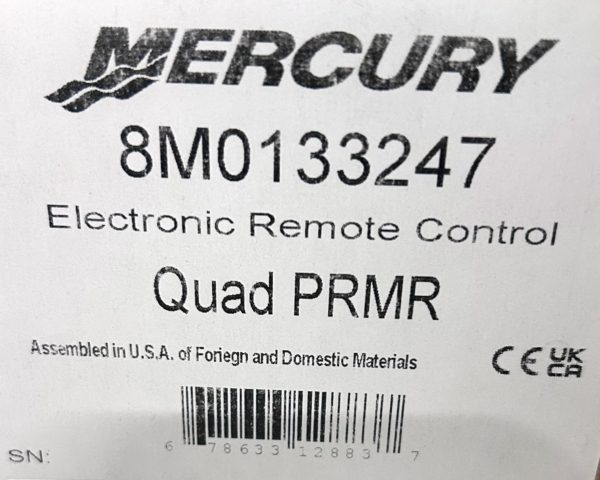 MERCURY
8M0133247
Electronic Remote Control
Quad PRMR
Assembled in U.S.A. of Foriegn and Domestic Materials
CE UK CA
6 78633 12883 7
SN: